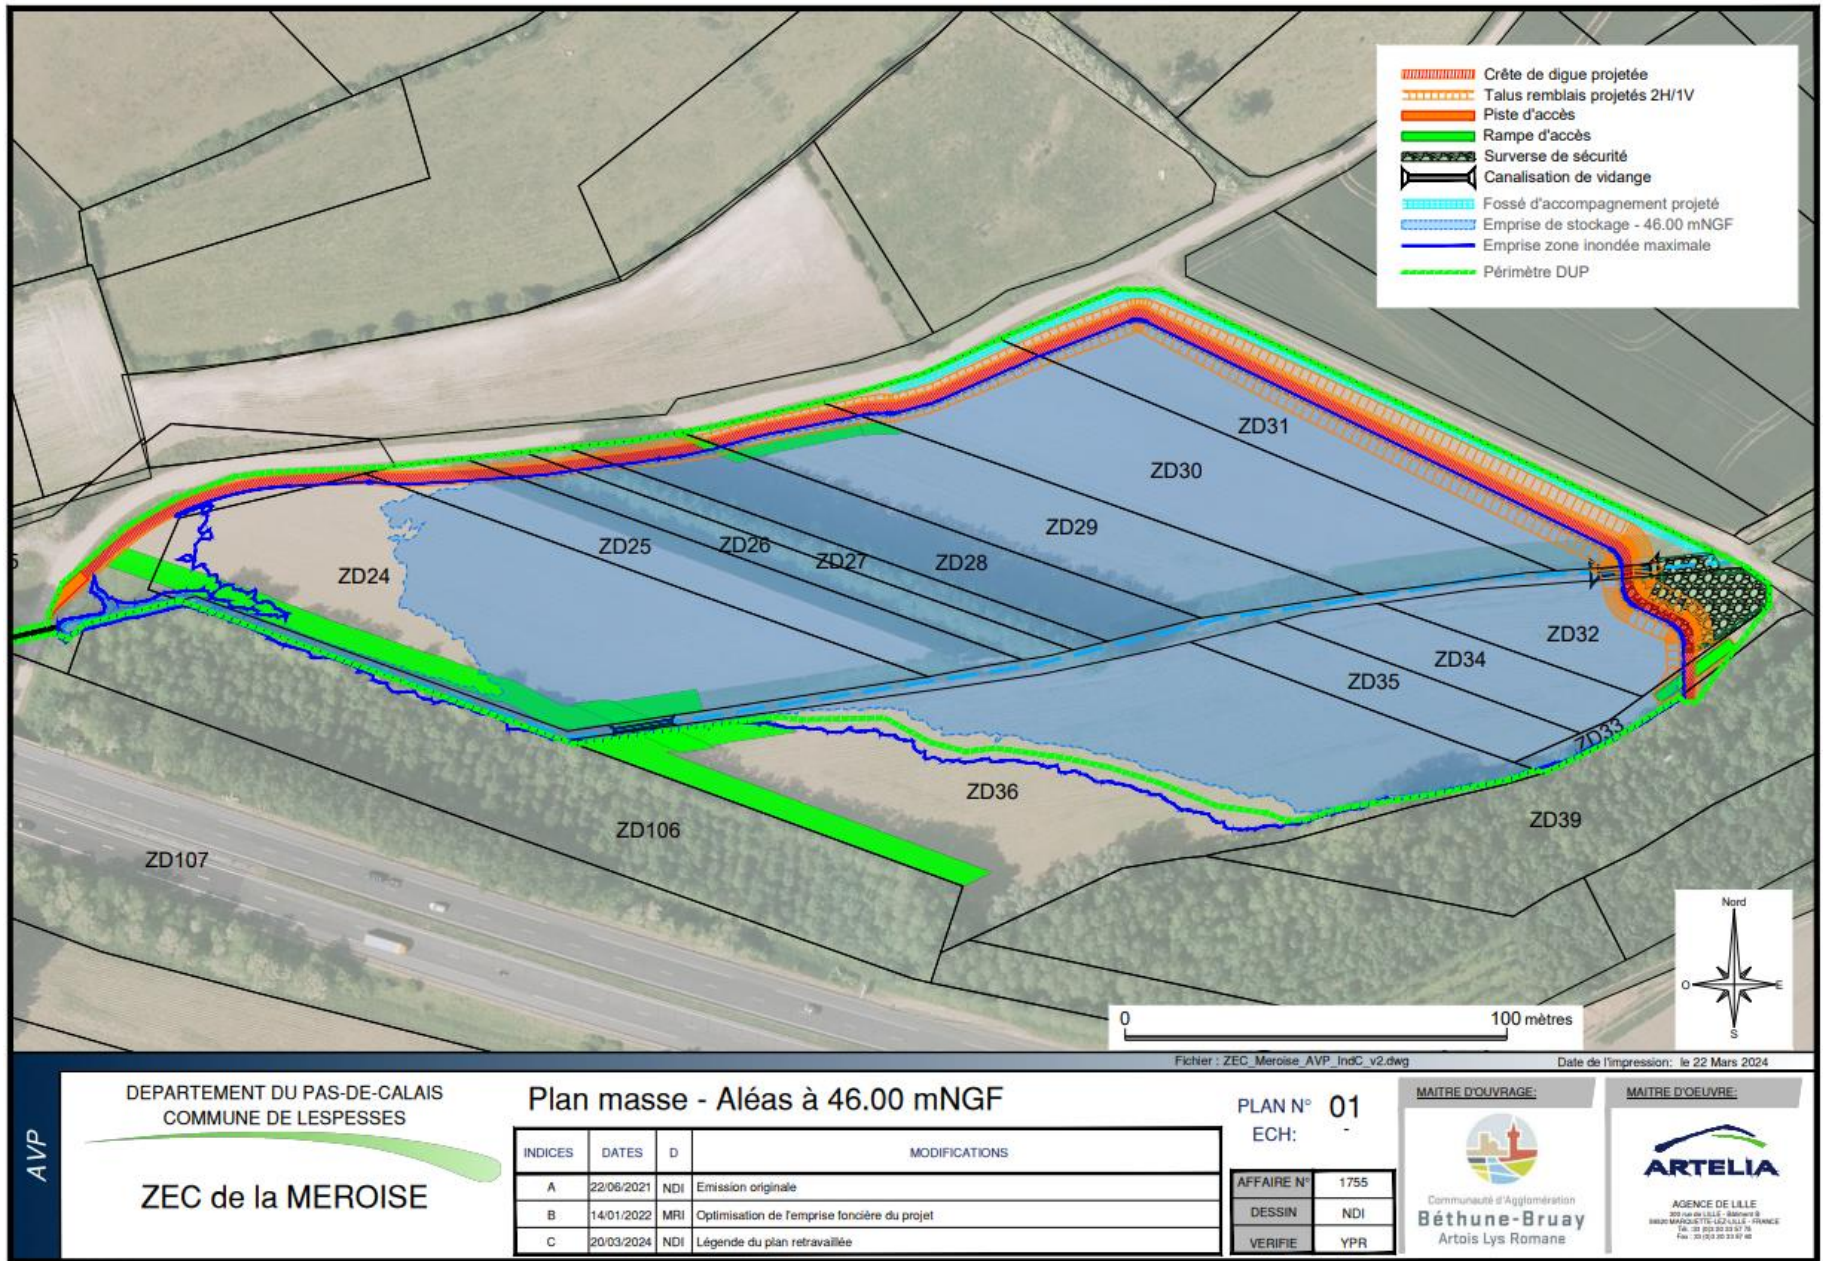 Crête de digue projetée
Talus remblais projetés 2H/1V
Piste d'accès
Rampe d'accès
Surverse de sécurité
Canalisation de vidange
Fossé d'accompagnement projeté
Emprise de stockage - 46.00 mNGF
Emprise zone inondée maximale
Périmètre DUP
ZD31
ZD30
ZD29
ZD25
ZD26
ZD27
ZD28
ZD24
ZD32
ZD34
ZD35
ZD33
ZD36
ZD39
ZD106
ZD107
Nord
O
E
S
0
100 mètres
Fichier : ZEC_Meroise_AVP_IndC_v2.dwg
Date de l'impression: le 22 Mars 2024
AVP
DEPARTEMENT DU PAS-DE-CALAIS
COMMUNE DE LESPESSES
ZEC de la MEROISE
Plan masse - Aléas à 46.00 mNGF
INDICES DATES D MODIFICATIONS
A 22/06/2021 NDI Emission originale
B 14/01/2022 MRI Optimisation de l'emprise foncière du projet
C 20/03/2024 NDI Légende du plan retravaillée
PLAN N° 01
ECH: -
AFFAIRE N° 1755
DESSIN NDI
VERIFIE YPR
MAITRE D'OUVRAGE:
Communauté d'Agglomération
Béthune-Bruay
Artois Lys Romane
MAITRE D'OEUVRE:
ARTELIA
AGENCE DE LILLE